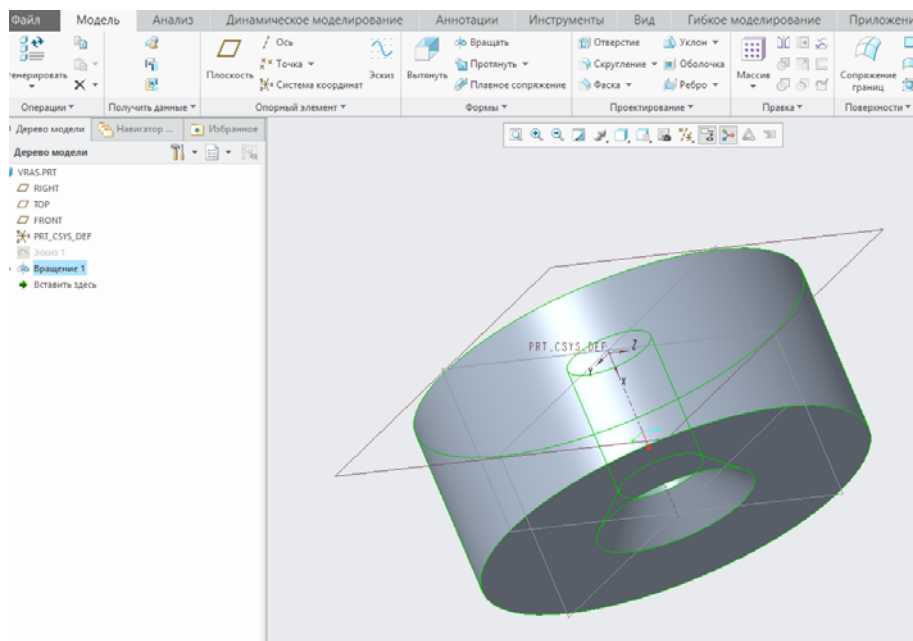 Файл Модель Анализ Динамическое моделирование Аннотации Инструменты Вид Гибкое моделирование Приложени
Ось Вращать Отверстие Уклон
Точка Протянуть Скругление Оболочка
генерировать Плоскость Система координат Эскиз Вытянуть Плавное сопряжение Фаска Ребро Массив Сопряжение границ
Операции Получить данные Опорный элемент Формы Проектирование Правка Поверхности
Дерево модели Навигатор ... Избранное
Дерево модели
VRAS.PRT
RIGHT
TOP
FRONT
PRT_CSYS_DEF
Эскиз 1
Вращение 1
Вставить здесь
PRT_CSYS_DEF Z
Y
X